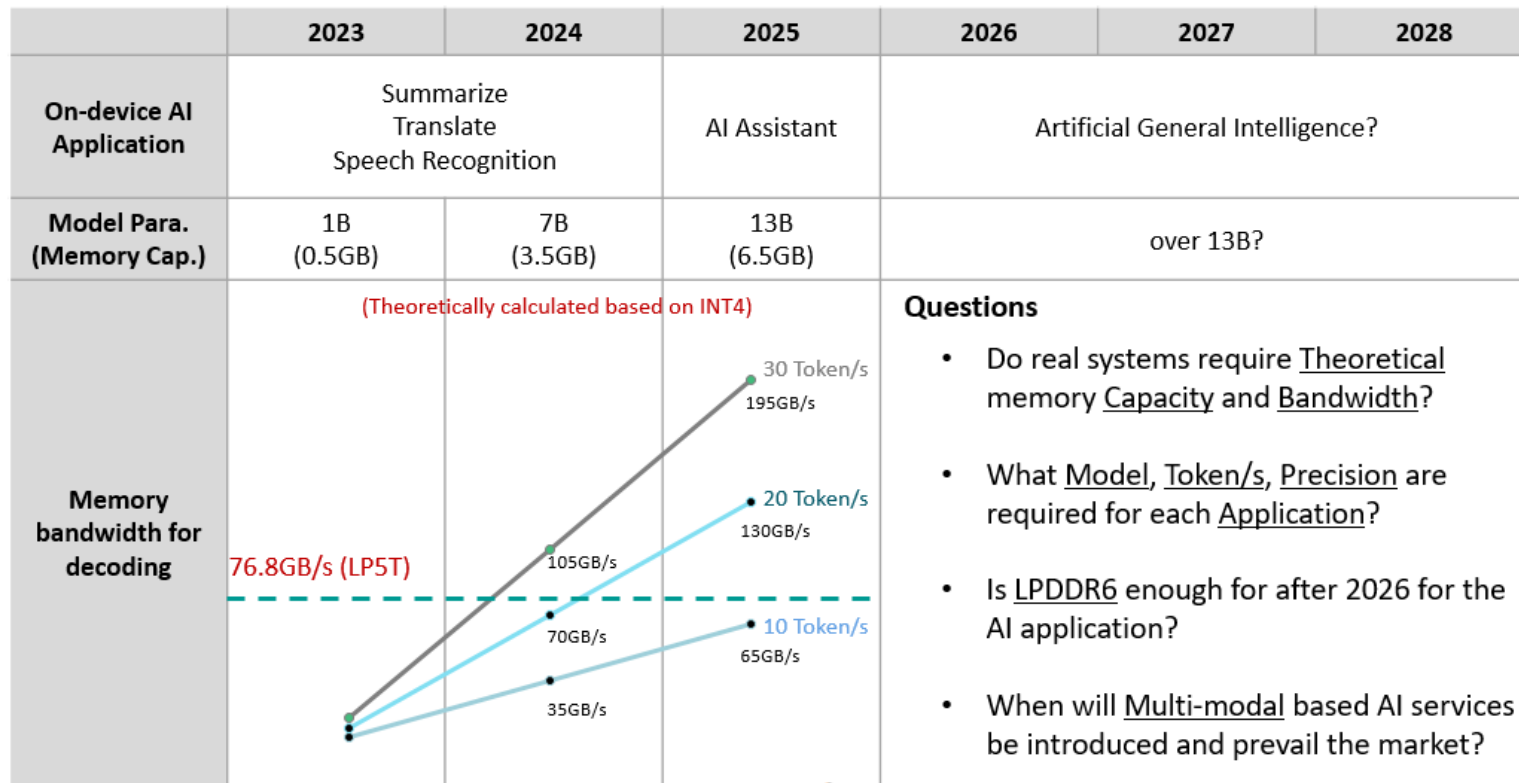 2023 2024 2025 2026 2027 2028
On-device AI
Application
Summarize
Translate
Speech Recognition
AI Assistant
Artificial General Intelligence?
Model Para.
(Memory Cap.)
1B
(0.5GB)
7B
(3.5GB)
13B
(6.5GB)
over 13B?
Memory
bandwidth for
decoding
(Theoretically calculated based on INT4)
30 Token/s
195GB/s
20 Token/s
130GB/s
105GB/s
76.8GB/s (LP5T)
70GB/s
10 Token/s
65GB/s
35GB/s
Questions
• Do real systems require Theoretical
memory Capacity and Bandwidth?
• What Model, Token/s, Precision are
required for each Application?
• Is LPDDR6 enough for after 2026 for the
AI application?
• When will Multi-modal based AI services
be introduced and prevail the market?